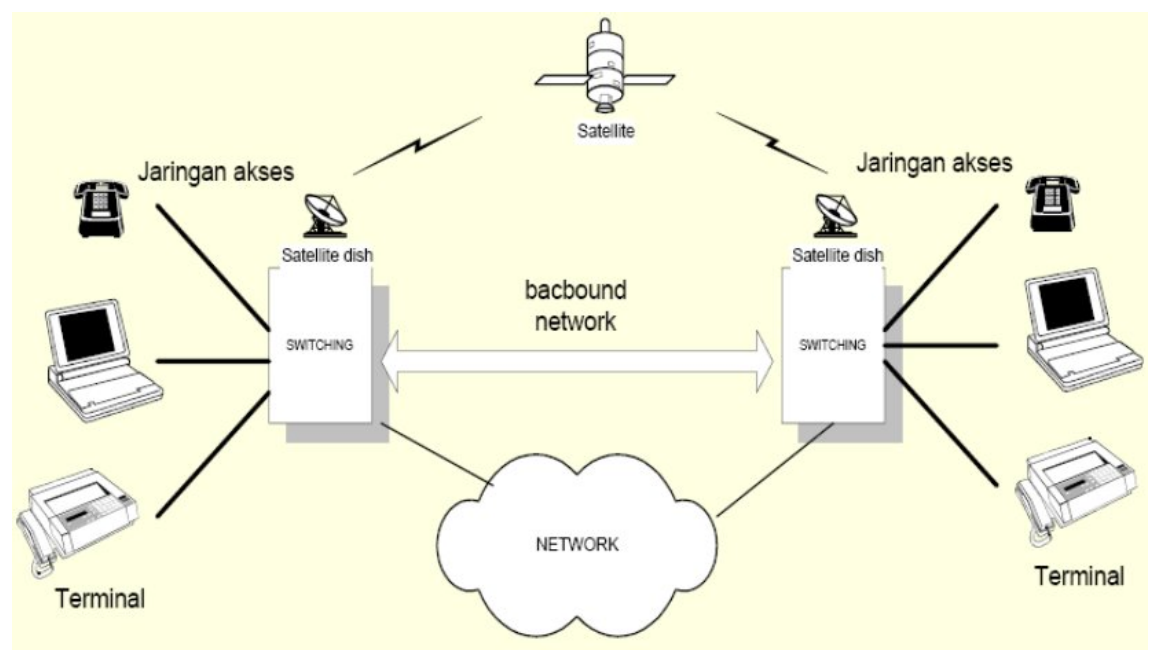 Satellite
Jaringan akses
Jaringan akses
Satellite dish
Satellite dish
bacbound
network
SWITCHING
SWITCHING
NETWORK
Terminal
Terminal